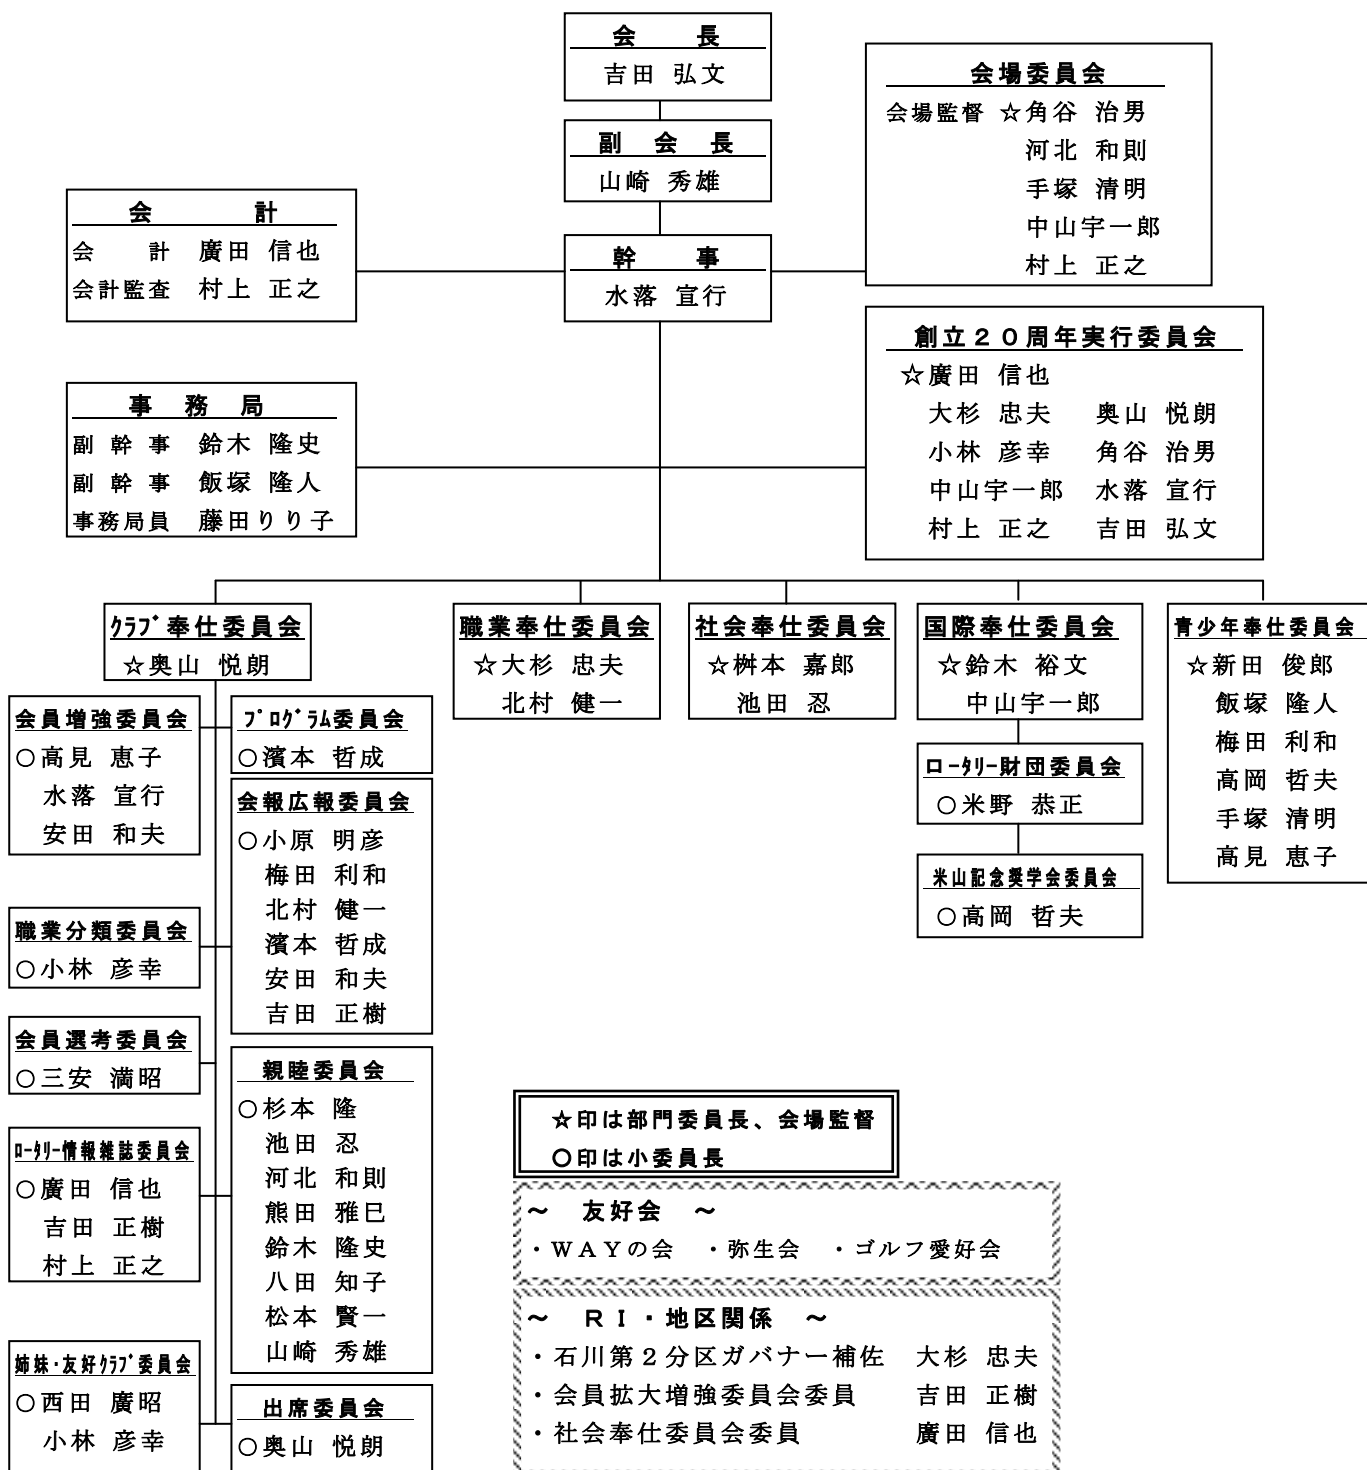 会　　長
吉田 弘文
副　会　長
山崎 秀雄
幹　　事
水落 宣行
会場委員会
会場監督 ☆角谷 治男
河北 和則
手塚 清明
中山宇一郎
村上 正之
会　　　計
会　　計 廣田 信也
会計監査 村上 正之
創立２０周年実行委員会
☆廣田 信也
大杉 忠夫 奥山 悦朗
小林 彦幸 角谷 治男
中山宇一郎 水落 宣行
村上 正之 吉田 弘文
事　務　局
副 幹 事 鈴木 隆史
副 幹 事 飯塚 隆人
事務局員 藤田りり子
ｸﾗﾌﾞ奉仕委員会
☆奥山 悦朗
職業奉仕委員会
☆大杉 忠夫
北村 健一
社会奉仕委員会
☆桝本 嘉郎
池田 忍
国際奉仕委員会
☆鈴木 裕文
中山宇一郎
ﾛｰﾀﾘｰ財団委員会
○米野 恭正
米山記念奨学会委員会
○高岡 哲夫
青少年奉仕委員会
☆新田 俊郎
飯塚 隆人
梅田 利和
高岡 哲夫
手塚 清明
高見 恵子
会員増強委員会
○高見 恵子
水落 宣行
安田 和夫
職業分類委員会
○小林 彦幸
会員選考委員会
○三安 満昭
ﾛｰﾀﾘｰ情報雑誌委員会
○廣田 信也
吉田 正樹
村上 正之
姉妹・友好ｸﾗﾌﾞ委員会
○西田 廣昭
小林 彦幸
ﾌﾟﾛｸﾞﾗﾑ委員会
○濱本 哲成
会報広報委員会
○小原 明彦
梅田 利和
北村 健一
濱本 哲成
安田 和夫
吉田 正樹
親睦委員会
○杉本 隆
池田 忍
河北 和則
熊田 雅巳
鈴木 隆史
八田 知子
松本 賢一
山崎 秀雄
出席委員会
○奥山 悦朗
☆印は部門委員長、会場監督
○印は小委員長
～　友好会　～
・ＷＡＹの会　・弥生会　・ゴルフ愛好会
～　ＲＩ・地区関係　～
・石川第２分区ガバナー補佐 大杉 忠夫
・会員拡大増強委員会委員 吉田 正樹
・社会奉仕委員会委員 廣田 信也